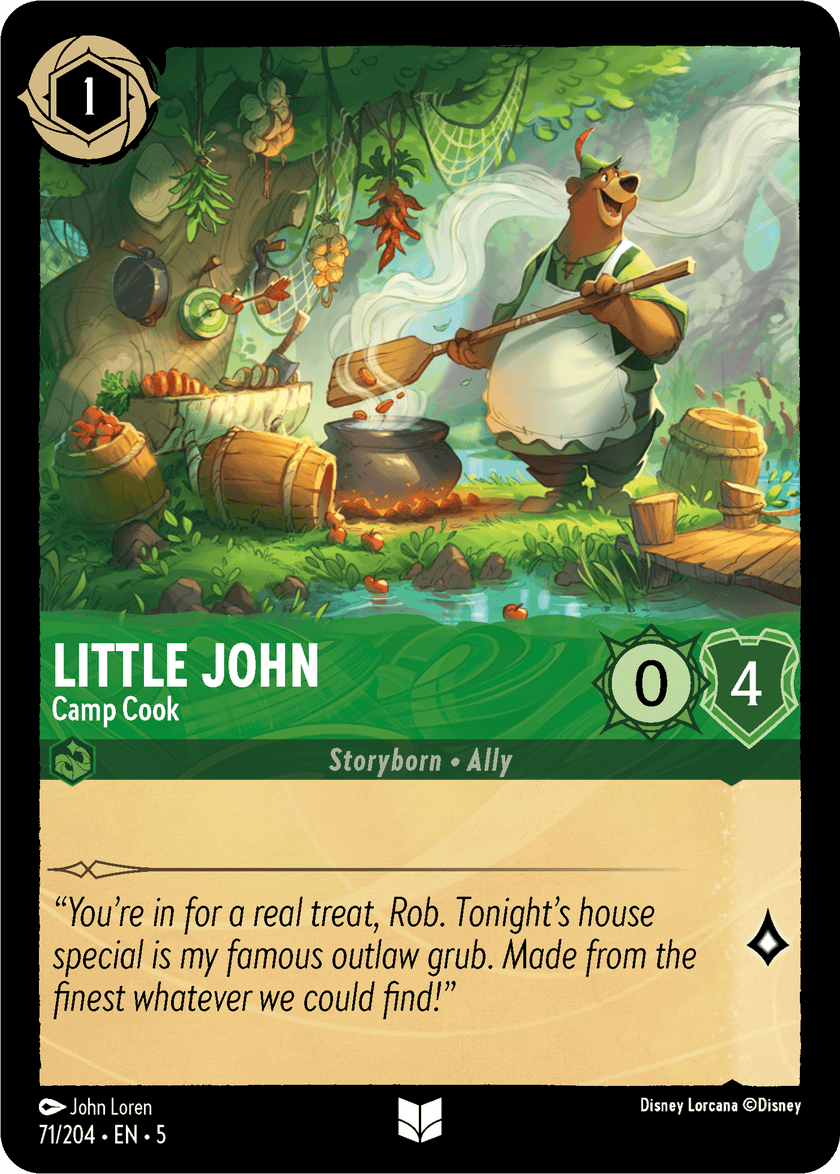 1
LITTLE JOHN
Camp Cook
0
4
Storyborn • Ally
“You’re in for a real treat, Rob. Tonight’s house
special is my famous outlaw grub. Made from the
finest whatever we could find!”
John Loren
Disney Lorcana ©Disney
71/204 • EN • 5